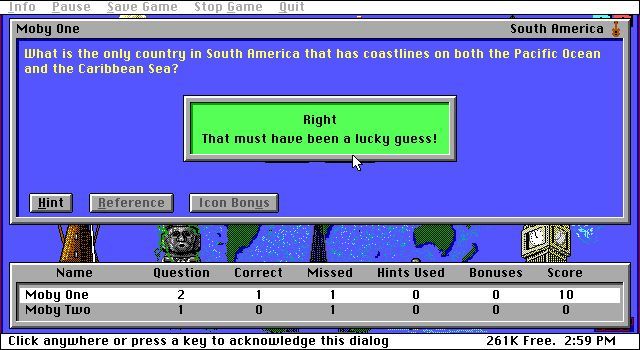 Info Pause Save Game Stop Game Quit
Moby One South America
What is the only country in South America that has coastlines on both the Pacific Ocean
and the Caribbean Sea?
Right
That must have been a lucky guess!
Hint Reference Icon Bonus
Name Question Correct Missed Hints Used Bonuses Score
Moby One 2 1 1 0 0 10
Moby Two 1 0 1 0 0 0
Click anywhere or press a key to acknowledge this dialog 261K Free. 2:59 PM